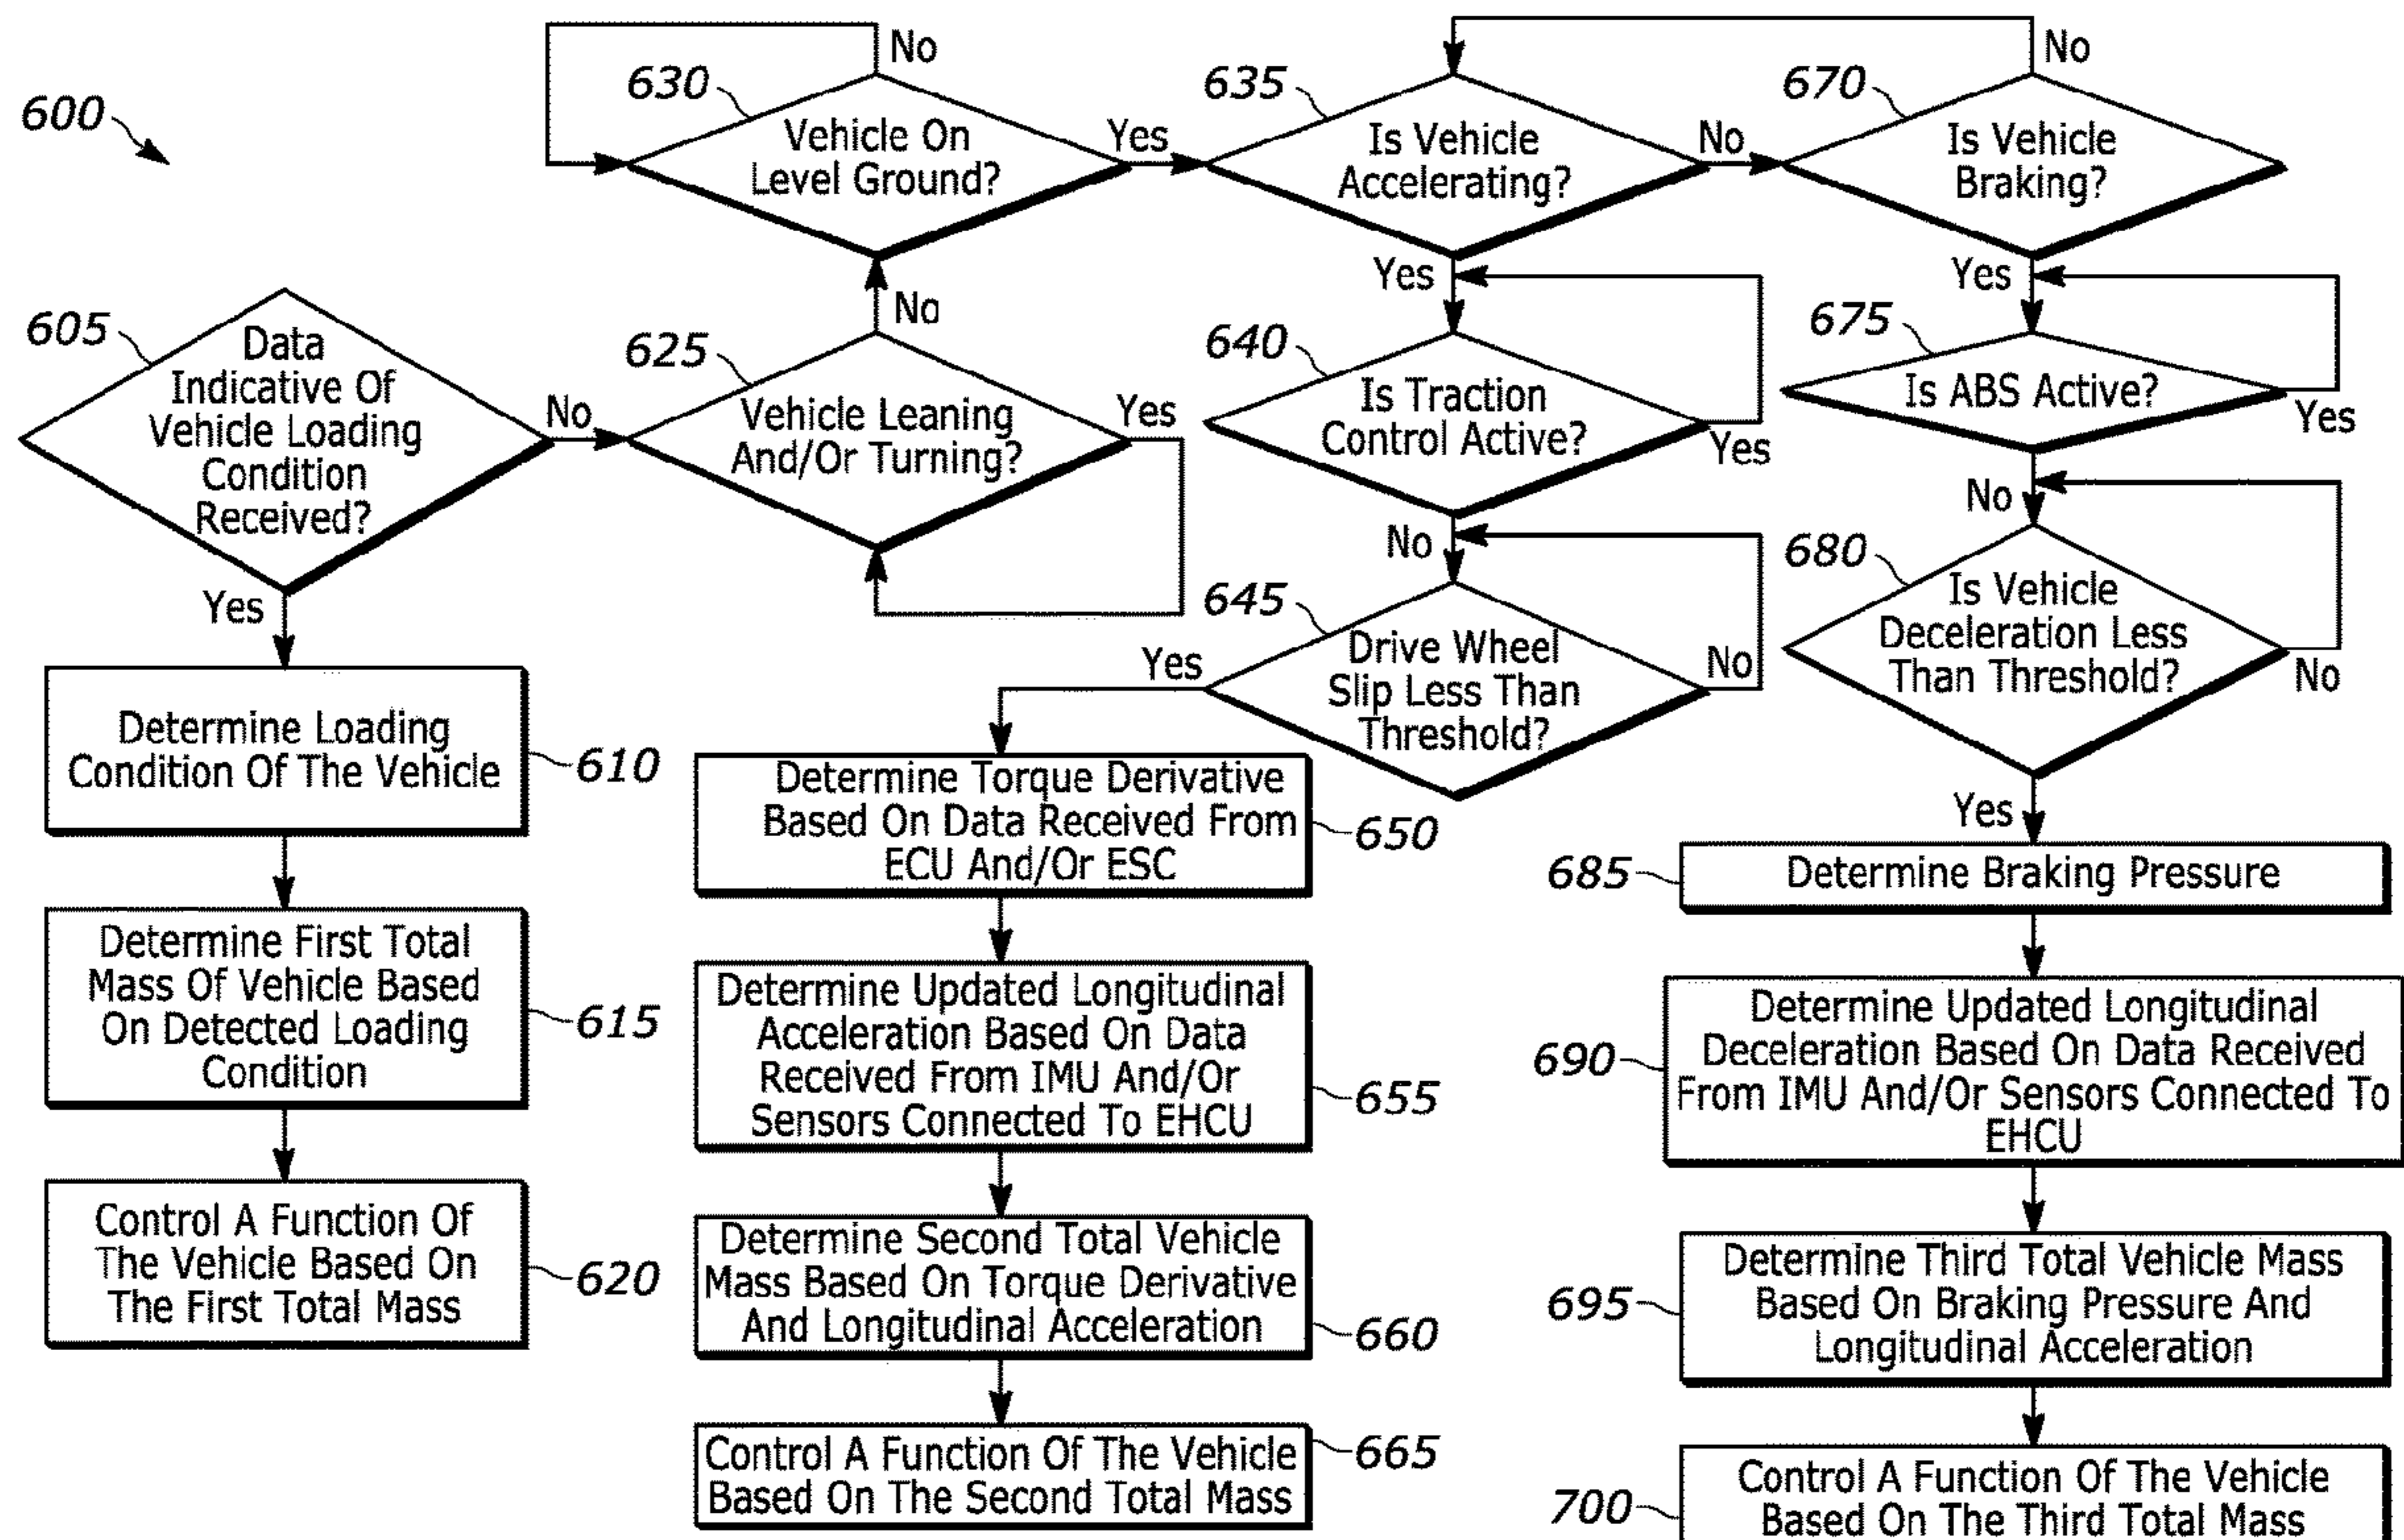 600
605
Data
Indicative Of
Vehicle Loading
Condition
Received?
No
Yes
Determine Loading
Condition Of The Vehicle
610
Determine First Total
Mass Of Vehicle Based
On Detected Loading
Condition
615
Control A Function Of
The Vehicle Based On
The First Total Mass
620
625
Vehicle Leaning
And/Or Turning?
Yes
No
630
Vehicle On
Level Ground?
No
Yes
635
Is Vehicle
Accelerating?
No
Yes
640
Is Traction
Control Active?
Yes
No
645
Drive Wheel
Slip Less Than
Threshold?
No
Yes
Determine Torque Derivative
Based On Data Received From
ECU And/Or ESC
650
Determine Updated Longitudinal
Acceleration Based On Data
Received From IMU And/Or
Sensors Connected To EHCU
655
Determine Second Total Vehicle
Mass Based On Torque Derivative
And Longitudinal Acceleration
660
Control A Function Of The Vehicle
Based On The Second Total Mass
665
670
Is Vehicle
Braking?
No
Yes
675
Is ABS Active?
Yes
No
680
Is Vehicle
Deceleration Less
Than Threshold?
No
Yes
685
Determine Braking Pressure
690
Determine Updated Longitudinal
Deceleration Based On Data Received
From IMU And/Or Sensors Connected To
EHCU
695
Determine Third Total Vehicle Mass
Based On Braking Pressure And
Longitudinal Acceleration
700
Control A Function Of The Vehicle
Based On The Third Total Mass